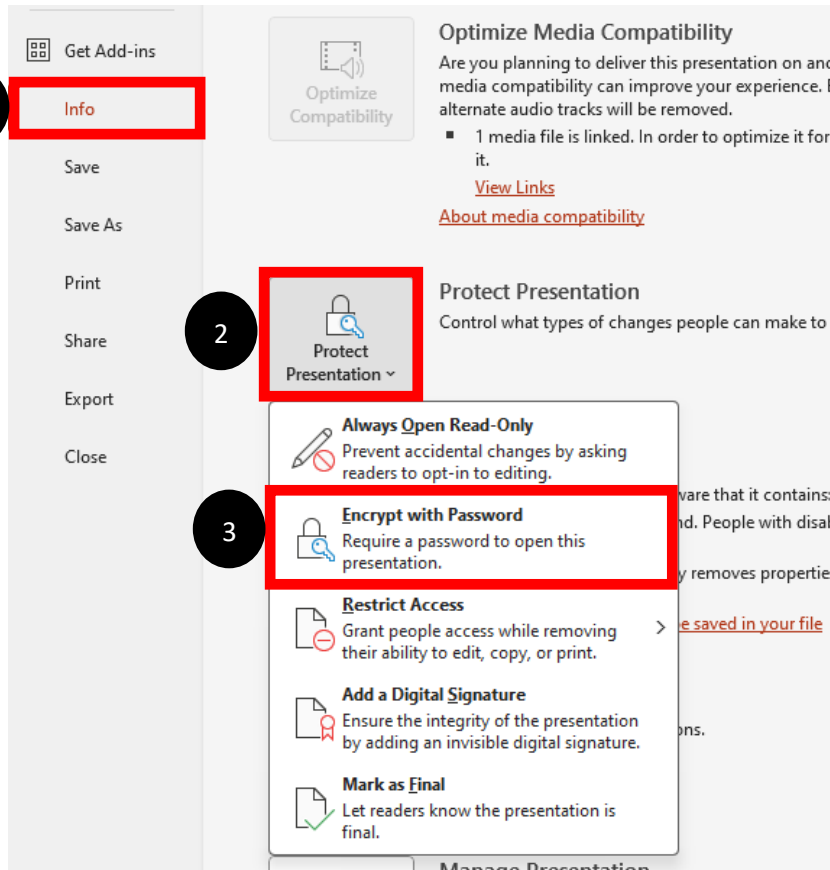 Get Add-ins
Info
Save
Save As
Print
Share
Export
Close
Optimize
Compatibility
Optimize Media Compatibility
Are you planning to deliver this presentation on
media compatibility can improve your experience.
alternate audio tracks will be removed.
1 media file is linked. In order to optimize it for
it.
View Links
About media compatibility
2
Protect
Presentation
Protect Presentation
Control what types of changes people can make to
Always Open Read-Only
Prevent accidental changes by asking
readers to opt-in to editing.
3
Encrypt with Password
Require a password to open this
presentation.
Restrict Access
Grant people access while removing
their ability to edit, copy, or print.
Add a Digital Signature
Ensure the integrity of the presentation
by adding an invisible digital signature.
Mark as Final
Let readers know the presentation is
final.
that it contains:
People with
removes
saved in your file
Manage Presentation